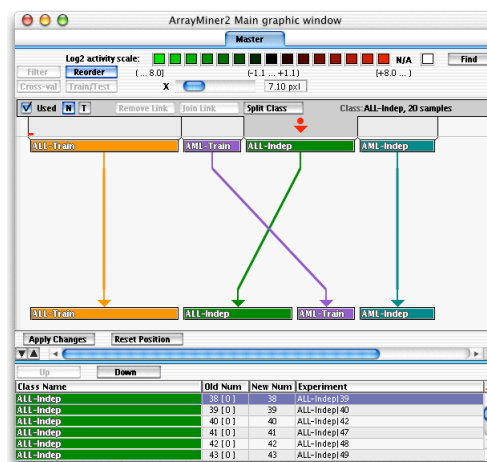 ArrayMiner2 Main graphic window
Master
Log2 activity scale: N/A Find
Filter Reorder (... 8.0] (-1.1 ... +1.1) [+8.0 ... )
Cross-val Train/Test X 7.10 pxl
Used N T Remove Link Join Link Split Class Class:ALL-Indep, 20 samples
ALL-Train AML-Train ALL-Indep AML-Indep
ALL-Train ALL-Indep AML-Train AML-Indep
Apply Changes Reset Position
Up Down
Class Name Old Num New Num Experiment
ALL-Indep 38 [0] 38 ALL-Indep|39
ALL-Indep 39 [0] 39 ALL-Indep|40
ALL-Indep 40 [0] 40 ALL-Indep|42
ALL-Indep 41 [0] 41 ALL-Indep|47
ALL-Indep 42 [0] 42 ALL-Indep|48
ALL-Indep 43 [0] 43 ALL-Indep|49